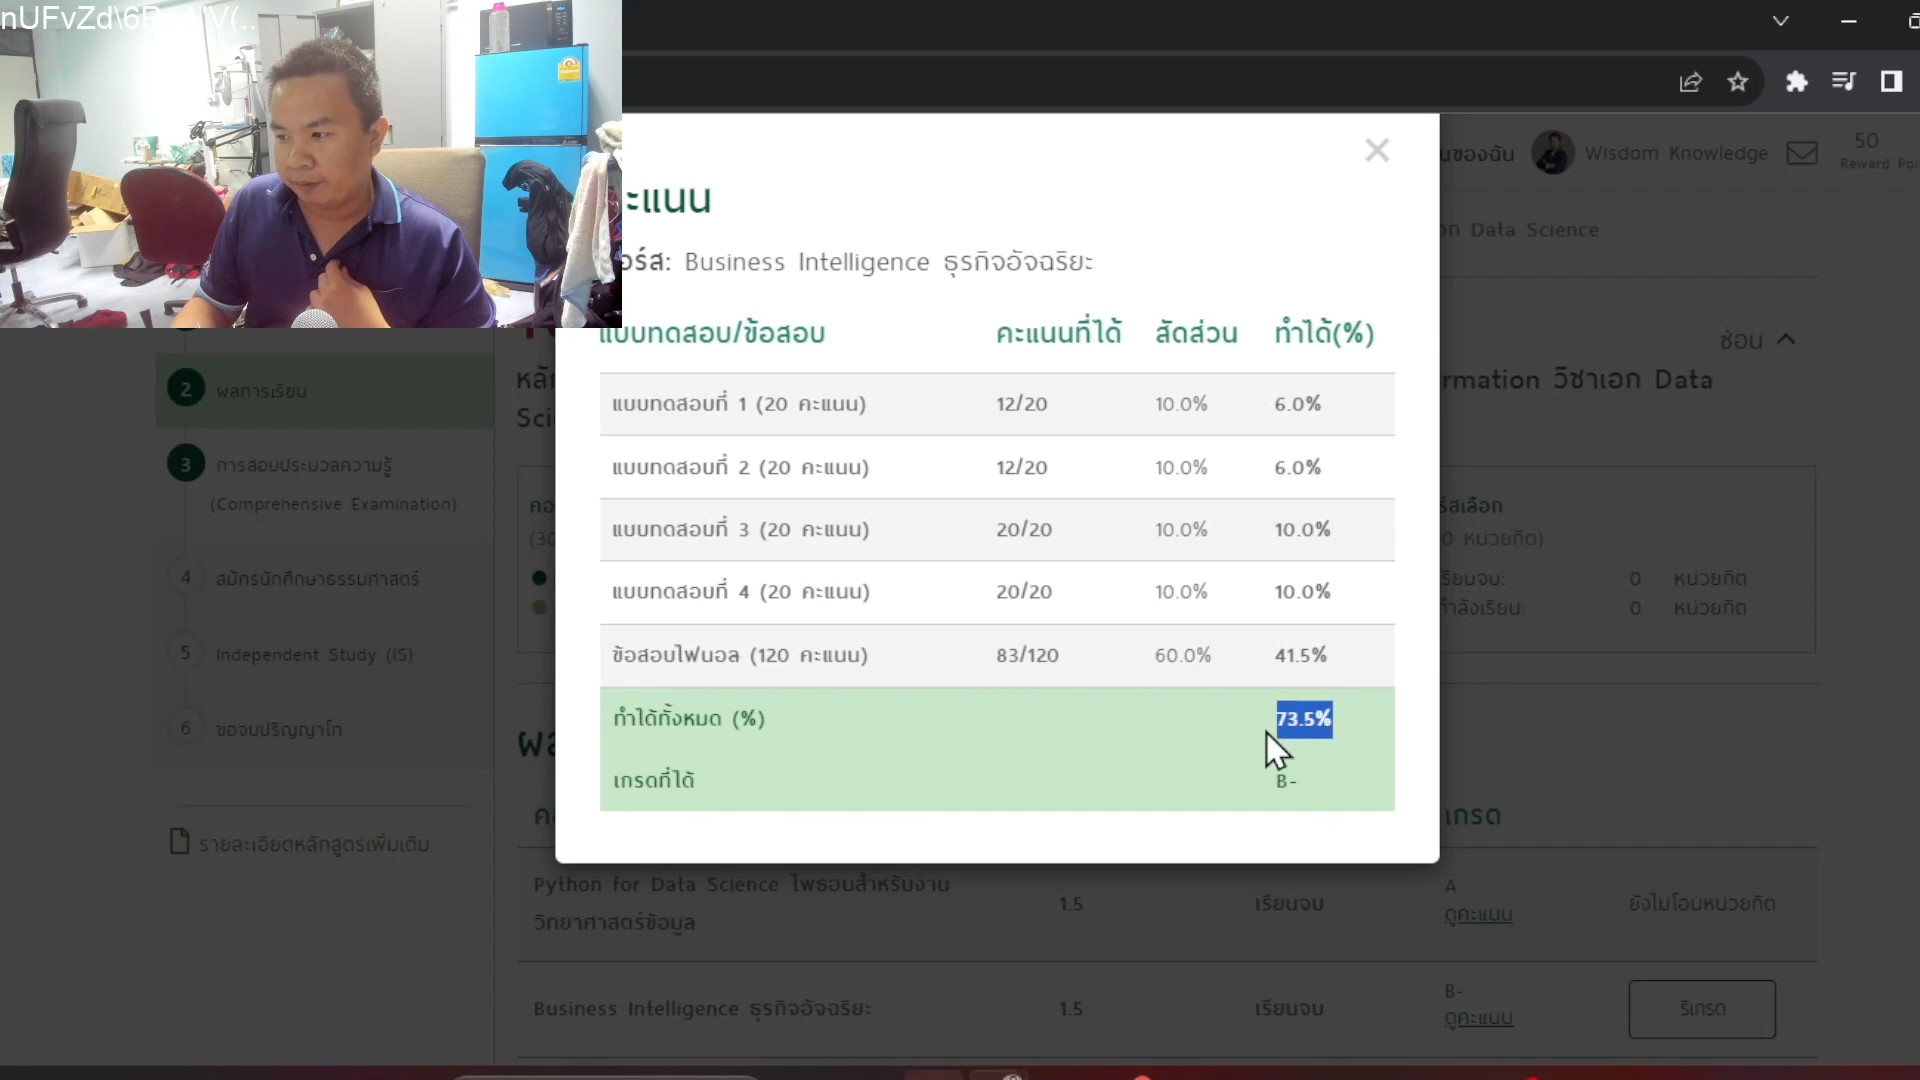 ะแนน
อร์ส: Business Intelligence ธุรกิจอัจฉริยะ
แบบทดสอบ/ข้อสอบ คะแนนที่ได้ สัดส่วน ทำได้(%)
แบบทดสอบที่ 1 (20 คะแนน) 12/20 10.0% 6.0%
แบบทดสอบที่ 2 (20 คะแนน) 12/20 10.0% 6.0%
แบบทดสอบที่ 3 (20 คะแนน) 20/20 10.0% 10.0%
แบบทดสอบที่ 4 (20 คะแนน) 20/20 10.0% 10.0%
ข้อสอบไฟนอล (120 คะแนน) 83/120 60.0% 41.5%
ทำได้ทั้งหมด (%) 73.5%
เกรดที่ได้ B-
นของฉัน Wisdom Knowledge 50
Reward Poi
on Data Science
ซ่อน
rmation วิชาเอก Data
หลัก
Sci
2 ผลการเรียน
3 การสอบประมวลความรู้
(Comprehensive Examination)
4 สมัครนักศึกษาธรรมศาสตร์
5 Independent Study (IS)
6 ขอจบปริญญาโท
รายละเอียดหลักสูตรเพิ่มเติม
คอ
(30
ร์สเลือก
0 หน่วยกิต)
เรียนจบ: 0 หน่วยกิต
กำลังเรียน: 0 หน่วยกิต
ผล
เกรด
Python for Data Science ไพธอนสำหรับงาน
วิทยาศาสตร์ข้อมูล 1.5 เรียนจบ A
ดูคะแนน ยังไม่โอนหน่วยกิต
Business Intelligence ธุรกิจอัจฉริยะ 1.5 เรียนจบ B-
ดูคะแนน รีเกรด